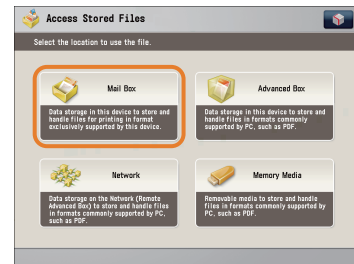 Access Stored Files
Select the location to use the file.
Mail Box
Data storage in this device to store and
handle files for printing in format
exclusively supported by this device.
Advanced Box
Data storage in this device to store and
handle files in formats commonly
supported by PC, such as PDF.
Network
Data storage on the Network (Remote
Advanced Box) to store and handle files
in formats commonly supported by PC,
such as PDF.
Memory Media
Removable media to store and handle
files in formats commonly supported by
PC, such as PDF.